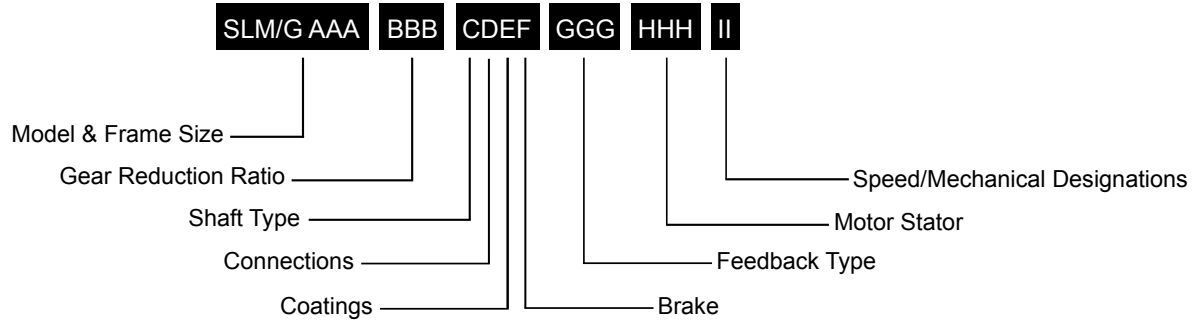 SLM/G AAA BBB CDEF GGG HHH II
Model & Frame Size
Gear Reduction Ratio
Speed/Mechanical Designations
Shaft Type
Motor Stator
Connections
Feedback Type
Coatings
Brake